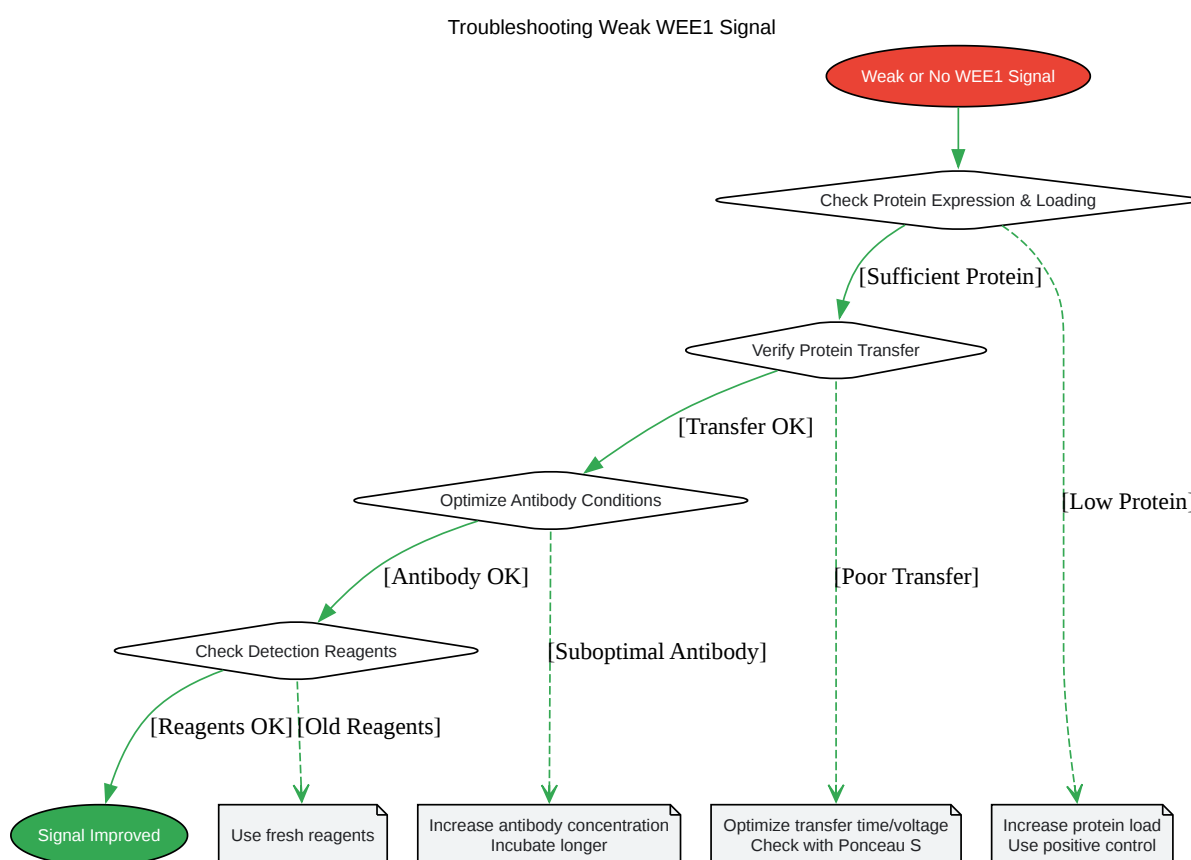 Troubleshooting Weak WEE1 Signal
Weak or No WEE1 Signal
Check Protein Expression & Loading
[Sufficient Protein]
Verify Protein Transfer
[Transfer OK]
Optimize Antibody Conditions
[Low Protein]
[Antibody OK]
[Poor Transfer]
Check Detection Reagents
[Suboptimal Antibody]
[Reagents OK]
[Old Reagents]
Signal Improved
Use fresh reagents
Increase antibody concentration
Incubate longer
Optimize transfer time/voltage
Check with Ponceau S
Increase protein load
Use positive control